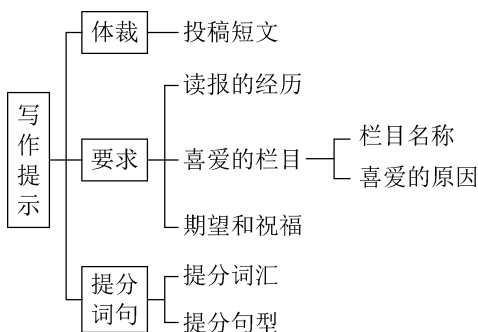 写作提示
体裁
投稿短文
要求
读报的经历
喜爱的栏目
栏目名称
喜爱的原因
期望和祝福
提分词句
提分词汇
提分句型